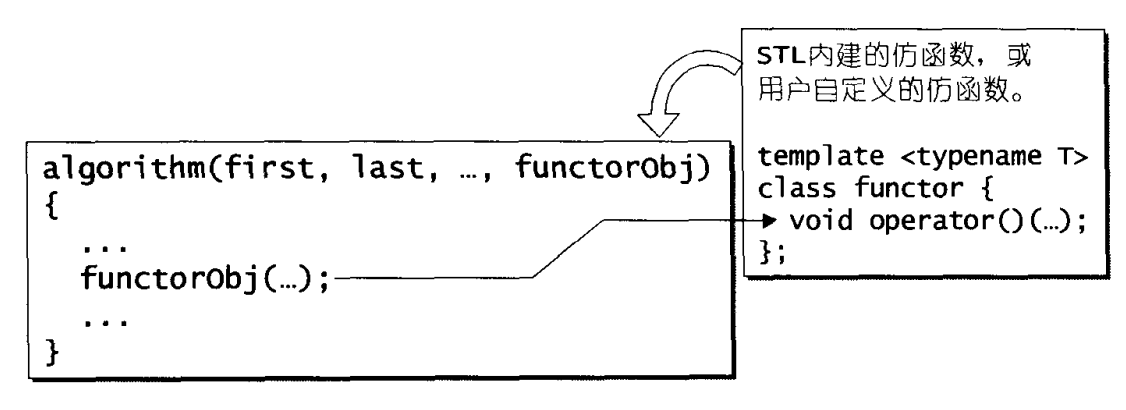 STL内建的仿函数，或
用户自定义的仿函数。
template <typename T>
class functor {
void operator()(…);
};
algorithm(first, last, …, functorObj)
{
...
functorObj(…);
...
}